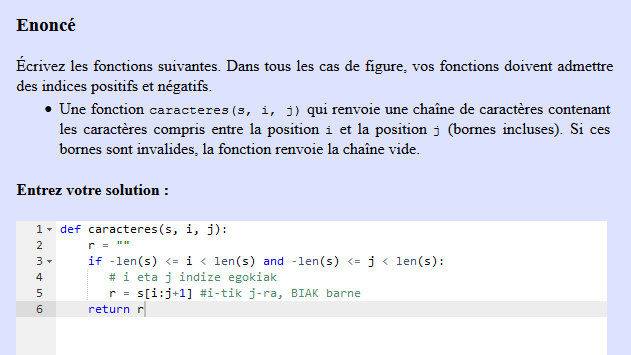 Enoncé
Écrivez les fonctions suivantes. Dans tous les cas de figure, vos fonctions doivent admettre
des indices positifs et négatifs.
• Une fonction caracteres(s, i, j) qui renvoie une chaîne de caractères contenant
les caractères compris entre la position i et la position j (bornes incluses). Si ces
bornes sont invalides, la fonction renvoie la chaîne vide.
Entrez votre solution :
1 def caracteres(s, i, j):
2     r = ""
3     if -len(s) <= i < len(s) and -len(s) <= j < len(s):
4         # i eta j indize egokiak
5         r = s[i:j+1] #i-tik j-ra, BIAK barne
6     return r